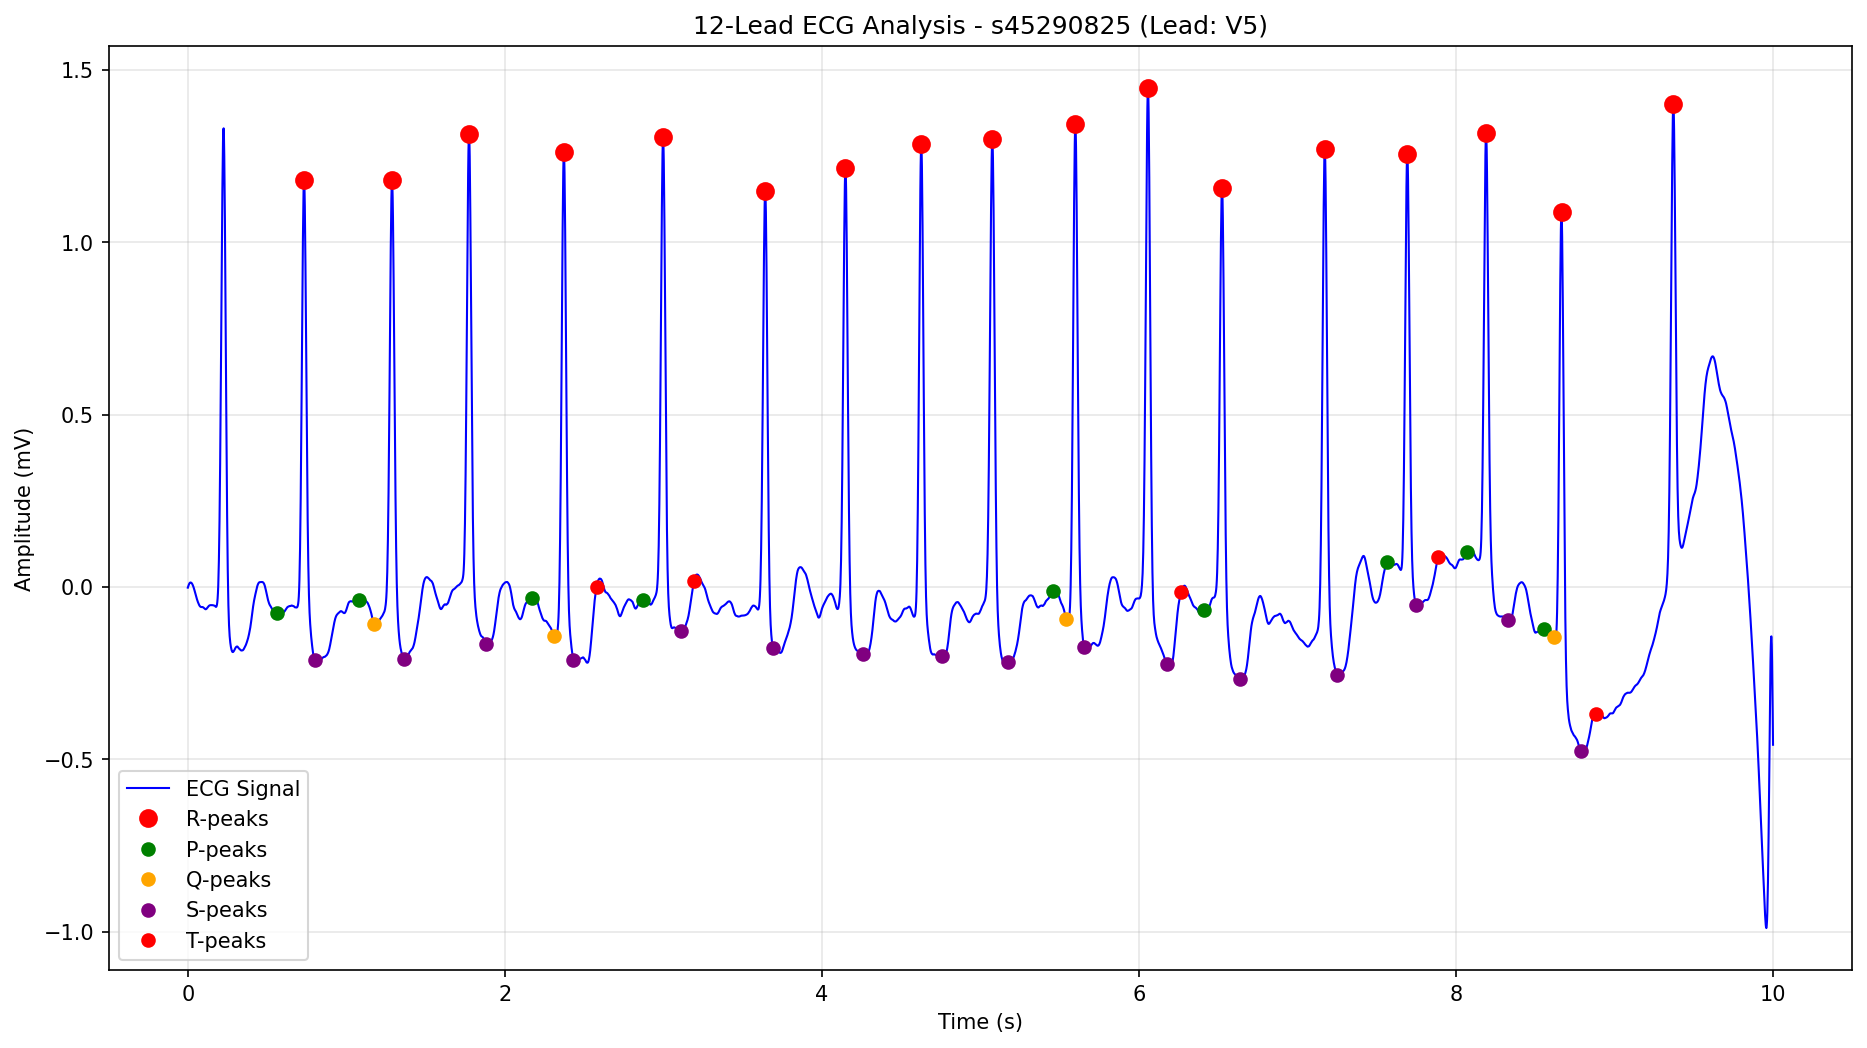 12-Lead ECG Analysis - s45290825 (Lead: V5)
Amplitude (mV)
1.5
1.0
0.5
0.0
−0.5
−1.0
ECG Signal
R-peaks
P-peaks
Q-peaks
S-peaks
T-peaks
0 2 4 6 8 10
Time (s)